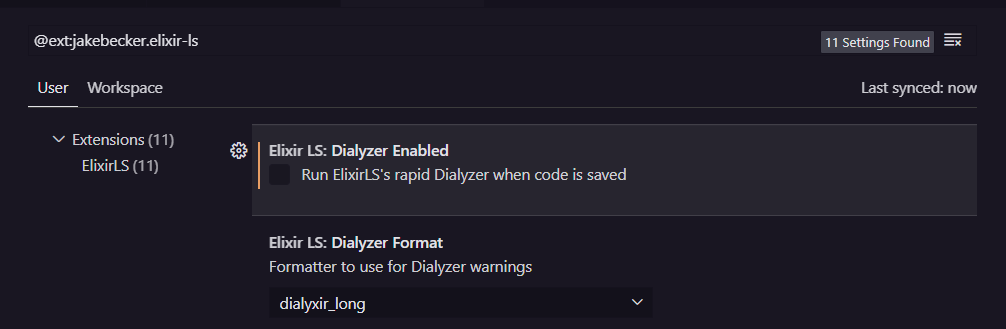 @ext:jakebecker.elixir-ls
11 Settings Found
User
Workspace
Last synced: now
Extensions (11)
ElixirLS (11)
Elixir LS: Dialyzer Enabled
Run ElixirLS's rapid Dialyzer when code is saved
Elixir LS: Dialyzer Format
Formatter to use for Dialyzer warnings
dialyxir_long